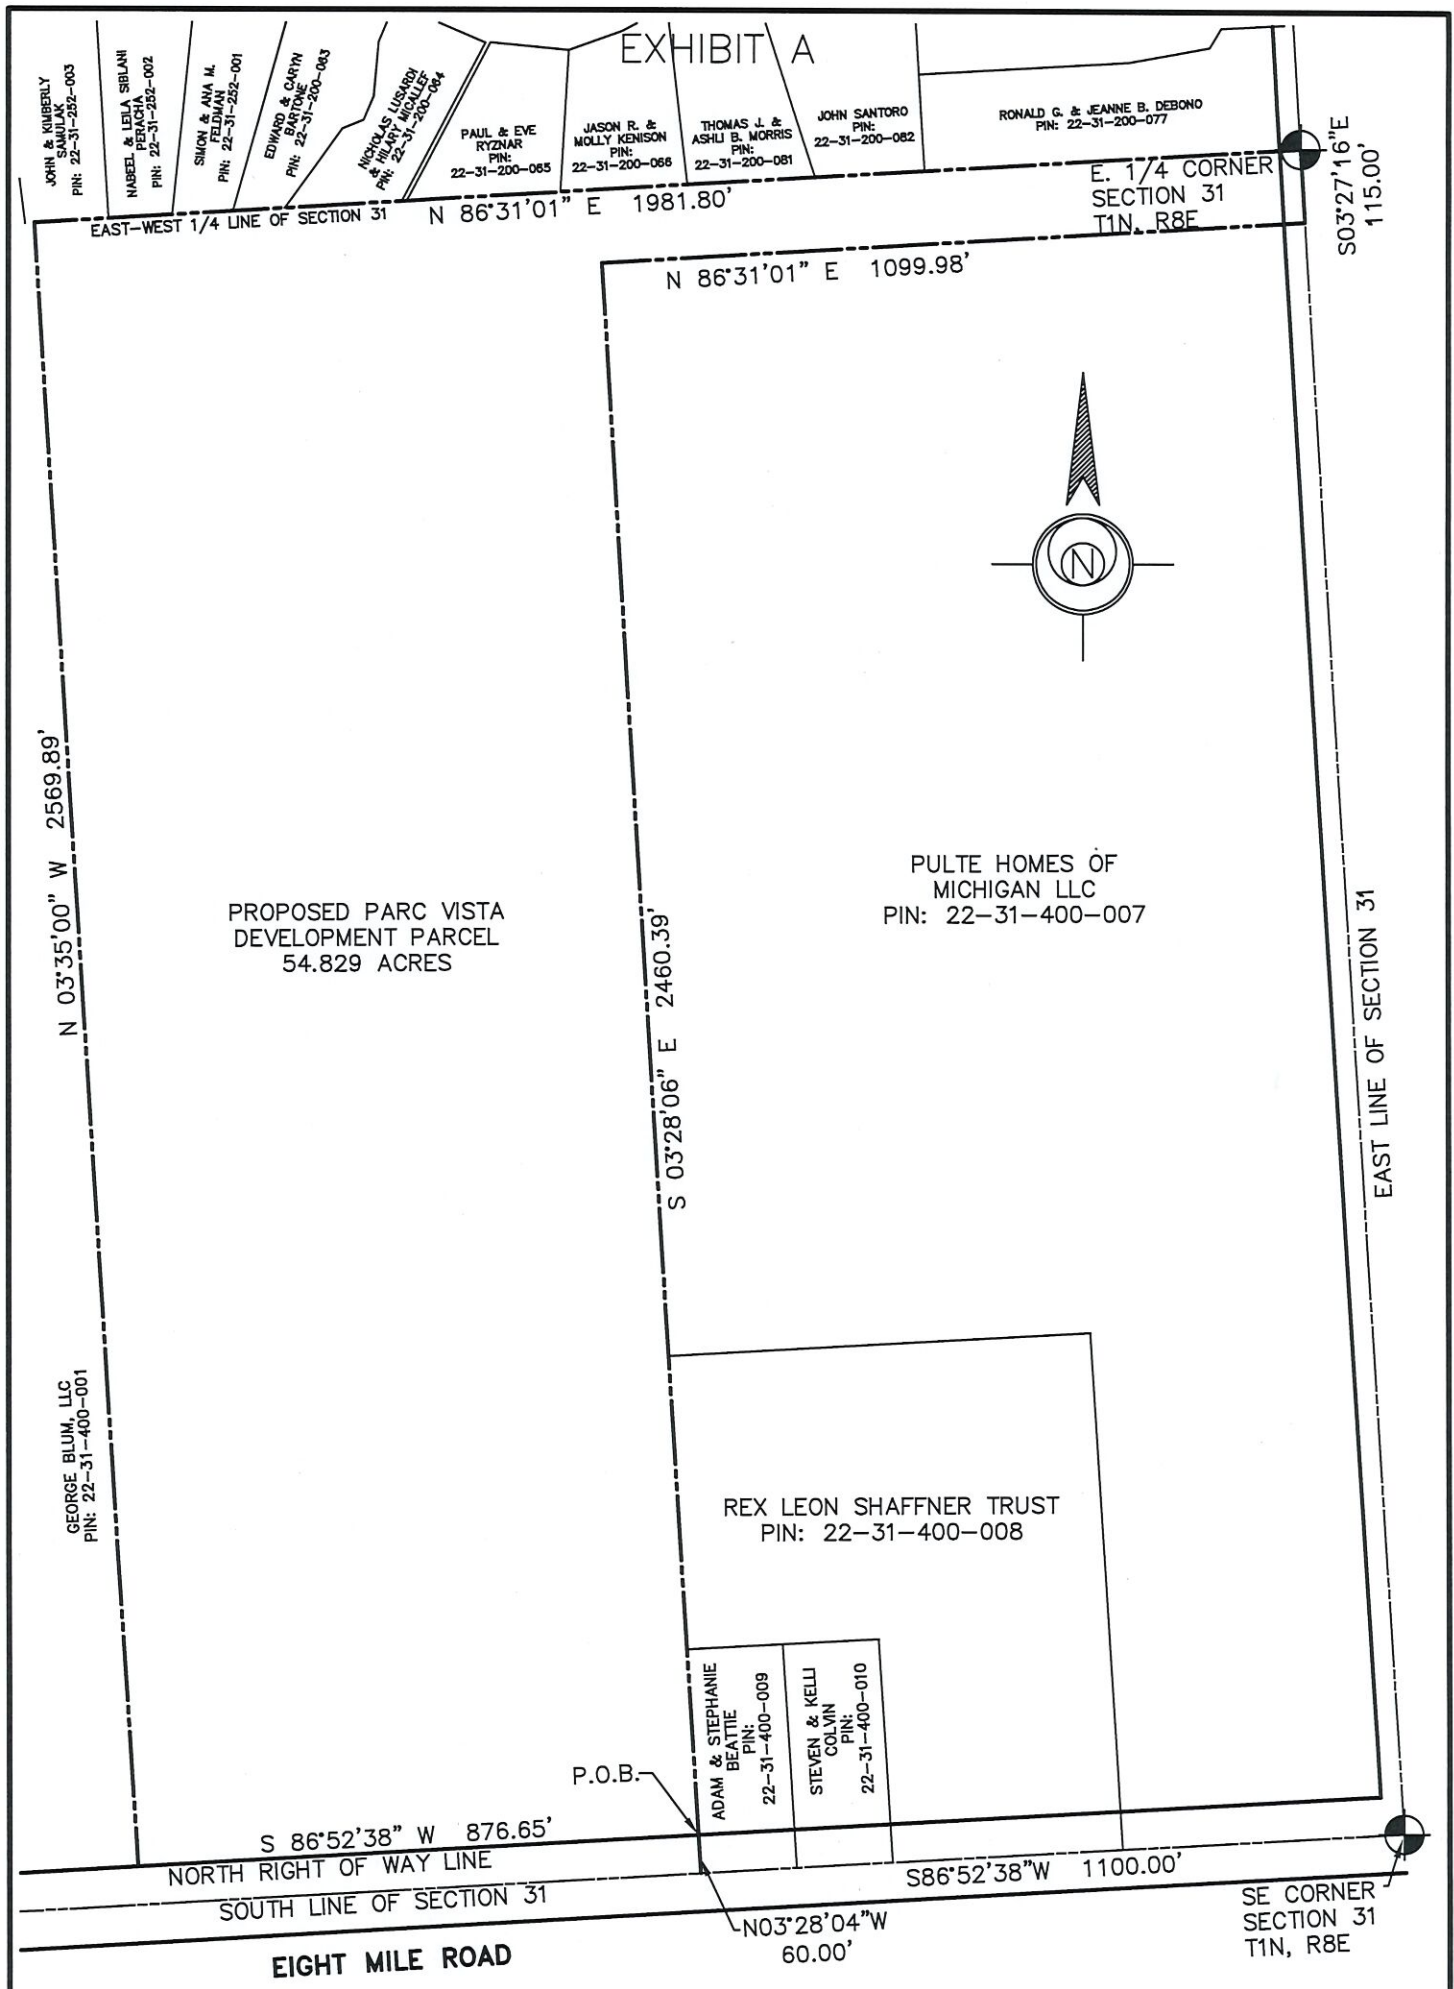 EXHIBIT A
JOHN & KIMBERLY
SAMULAK
PIN: 22-31-252-003
NABEEL & LEILA SIBLANI
PERACHA
PIN: 22-31-252-002
SIMON & ANA M.
FELDMAN
PIN: 22-31-252-001
EDWARD & CARYN
BARTONE
PIN: 22-31-200-063
NICHOLAS LUSARDI
& HILARY MICALLEF
PIN: 22-31-200-064
PAUL & EVE
RYZNAR
PIN:
22-31-200-065
JASON R. &
MOLLY KENISON
PIN:
22-31-200-066
THOMAS J. &
ASHLI B. MORRIS
PIN:
22-31-200-081
JOHN SANTORO
PIN:
22-31-200-082
RONALD G. & JEANNE B. DEBONO
PIN: 22-31-200-077
E. 1/4 CORNER
SECTION 31
T1N, R8E
S03°27'16"E
115.00'
EAST-WEST 1/4 LINE OF SECTION 31
N 86°31'01" E 1981.80'
N 86°31'01" E 1099.98'
N
N 03°35'00" W 2569.89'
PROPOSED PARC VISTA
DEVELOPMENT PARCEL
54.829 ACRES
S 03°28'06" E 2460.39'
PULTE HOMES OF
MICHIGAN LLC
PIN: 22-31-400-007
EAST LINE OF SECTION 31
GEORGE BLUM, LLC
PIN: 22-31-400-001
REX LEON SHAFFNER TRUST
PIN: 22-31-400-008
ADAM & STEPHANIE
BEATTIE
PIN:
22-31-400-009
STEVEN & KELLI
COLVIN
PIN:
22-31-400-010
P.O.B.
S 86°52'38" W 876.65'
NORTH RIGHT OF WAY LINE
SOUTH LINE OF SECTION 31
S86°52'38"W 1100.00'
N03°28'04"W
60.00'
SE CORNER
SECTION 31
T1N, R8E
EIGHT MILE ROAD